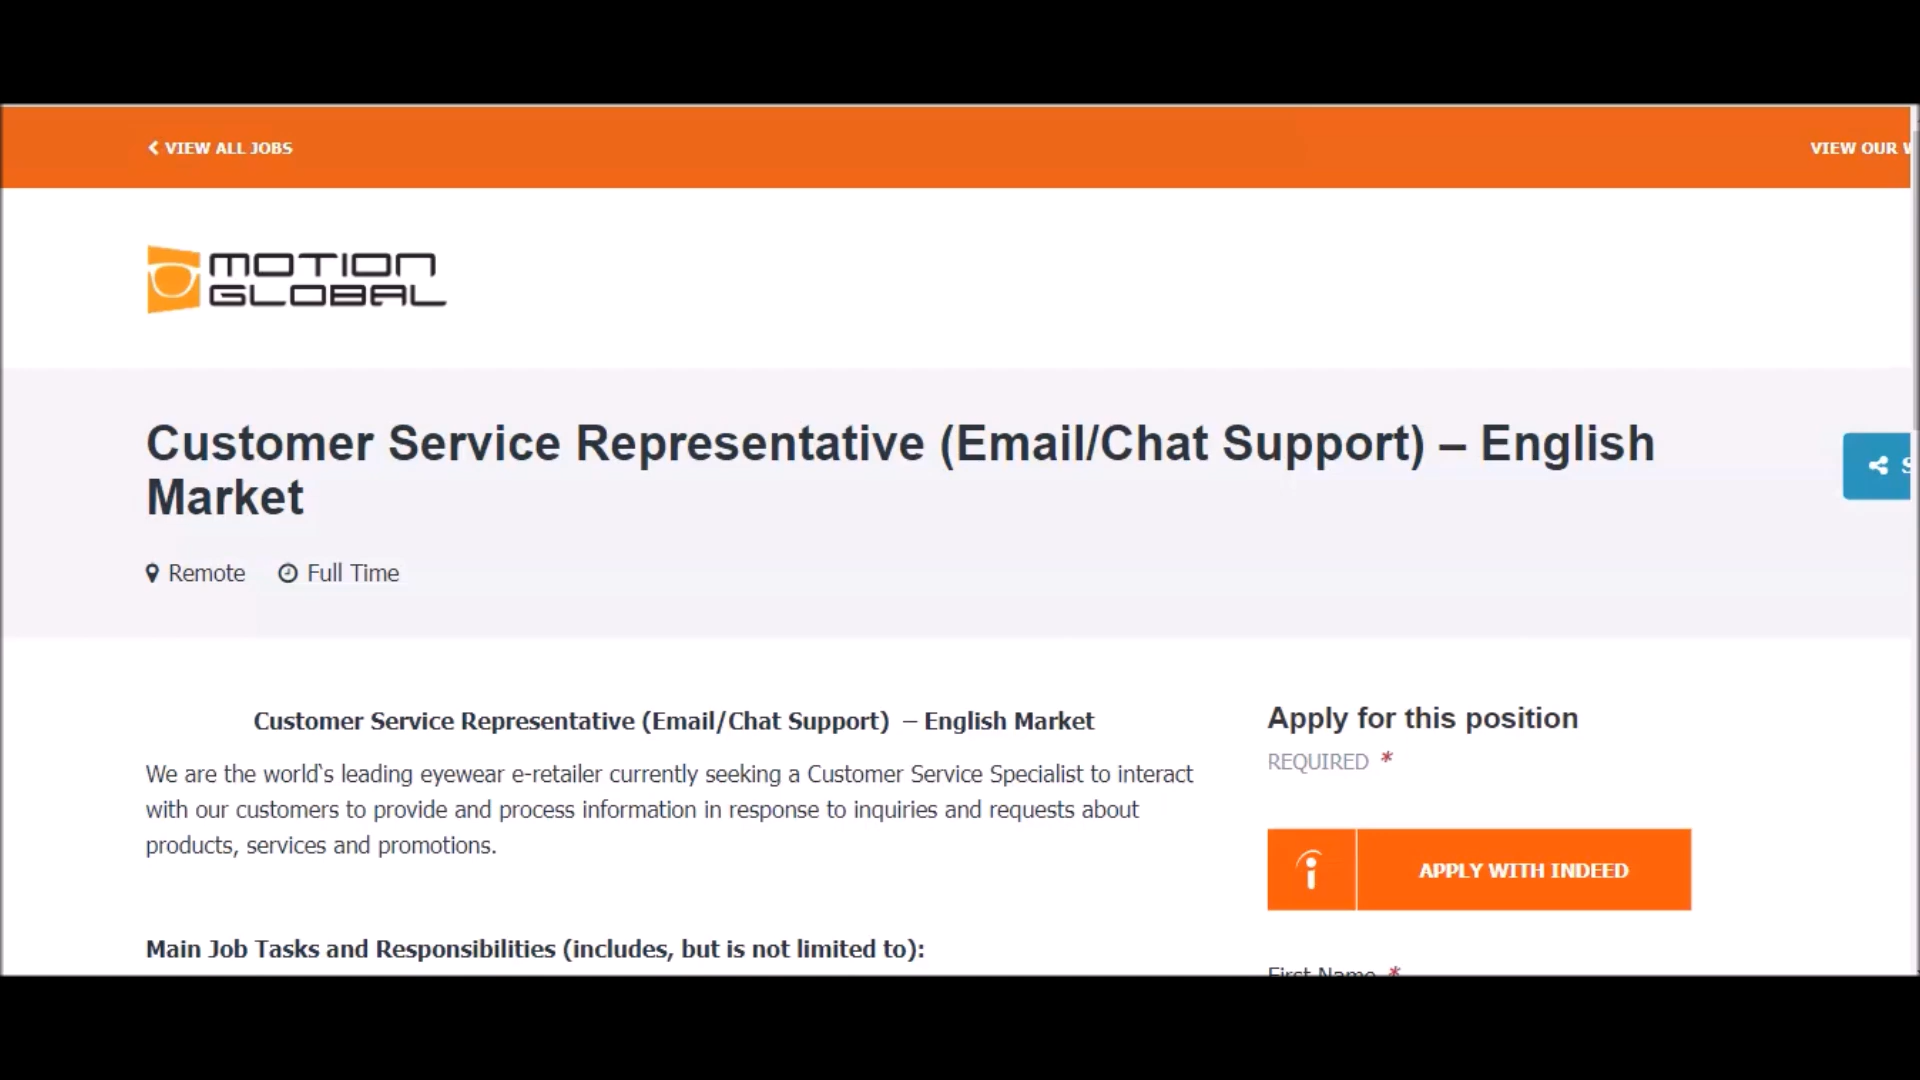 VIEW ALL JOBS
VIEW OUR
MOTION
GLOBAL
Customer Service Representative (Email/Chat Support) – English
Market
Remote
Full Time
Customer Service Representative (Email/Chat Support) – English Market
We are the world`s leading eyewear e-retailer currently seeking a Customer Service Specialist to interact
with our customers to provide and process information in response to inquiries and requests about
products, services and promotions.
Main Job Tasks and Responsibilities (includes, but is not limited to):
Apply for this position
REQUIRED *
APPLY WITH INDEED
First Name *